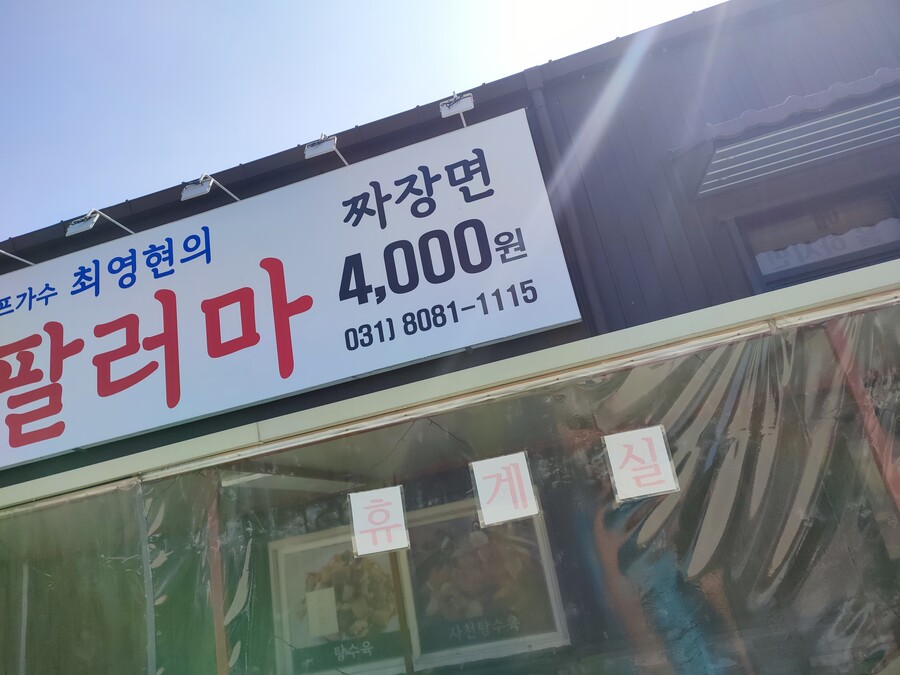 프가수 최영현의
팔러마
짜장면
4,000원
031) 8081-1115
휴게실
탕수육
사천탕수육